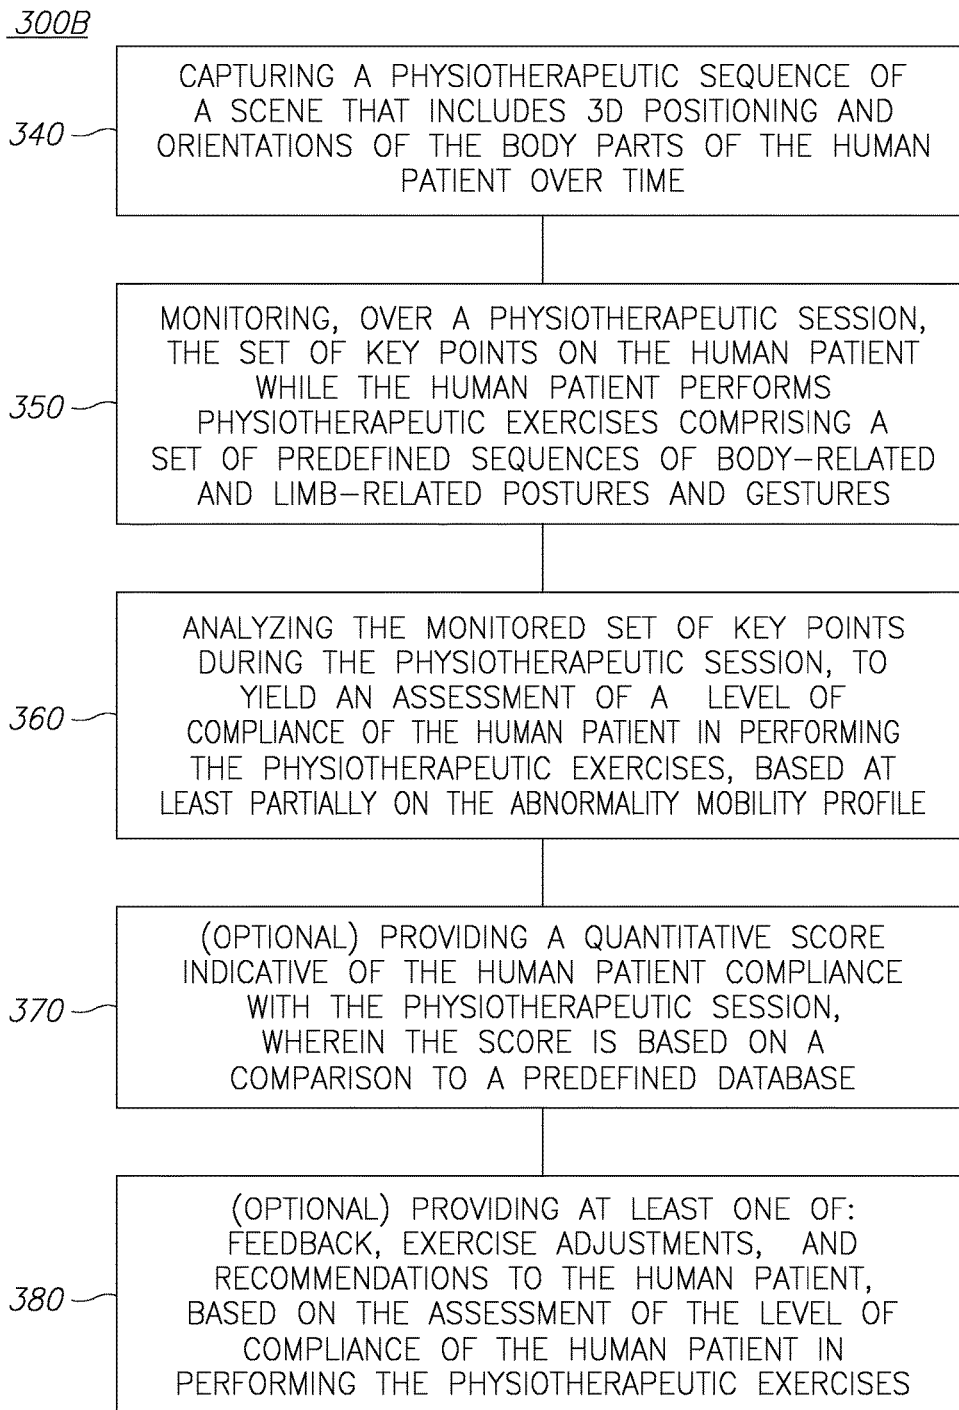 300B
CAPTURING A PHYSIOTHERAPEUTIC SEQUENCE OF
A SCENE THAT INCLUDES 3D POSITIONING AND
ORIENTATIONS OF THE BODY PARTS OF THE HUMAN
PATIENT OVER TIME
340
MONITORING, OVER A PHYSIOTHERAPEUTIC SESSION,
THE SET OF KEY POINTS ON THE HUMAN PATIENT
WHILE THE HUMAN PATIENT PERFORMS
PHYSIOTHERAPEUTIC EXERCISES COMPRISING A
SET OF PREDEFINED SEQUENCES OF BODY-RELATED
AND LIMB-RELATED POSTURES AND GESTURES
350
ANALYZING THE MONITORED SET OF KEY POINTS
DURING THE PHYSIOTHERAPEUTIC SESSION, TO
YIELD AN ASSESSMENT OF A LEVEL OF
COMPLIANCE OF THE HUMAN PATIENT IN PERFORMING
THE PHYSIOTHERAPEUTIC EXERCISES, BASED AT
LEAST PARTIALLY ON THE ABNORMALITY MOBILITY PROFILE
360
(OPTIONAL) PROVIDING A QUANTITATIVE SCORE
INDICATIVE OF THE HUMAN PATIENT COMPLIANCE
WITH THE PHYSIOTHERAPEUTIC SESSION,
WHEREIN THE SCORE IS BASED ON A
COMPARISON TO A PREDEFINED DATABASE
370
(OPTIONAL) PROVIDING AT LEAST ONE OF:
FEEDBACK, EXERCISE ADJUSTMENTS, AND
RECOMMENDATIONS TO THE HUMAN PATIENT,
BASED ON THE ASSESSMENT OF THE LEVEL OF
COMPLIANCE OF THE HUMAN PATIENT IN
PERFORMING THE PHYSIOTHERAPEUTIC EXERCISES
380